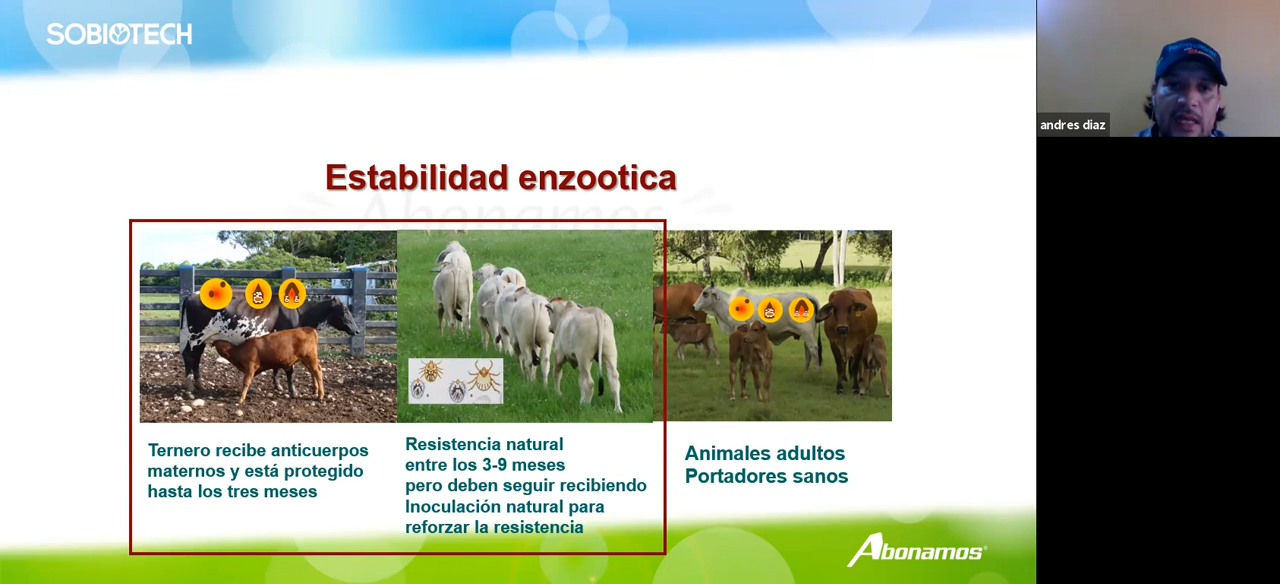 SOBIOTECH
andres diaz
Estabilidad enzootica
Abonamos
Ternero recibe anticuerpos
maternos y está protegido
hasta los tres meses
Resistencia natural
entre los 3-9 meses
pero deben seguir recibiendo
Inoculación natural para
reforzar la resistencia
Animales adultos
Portadores sanos
Abonamos®